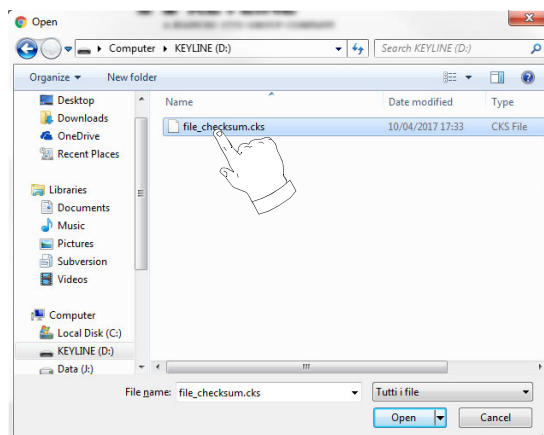 Open
Computer ▸ KEYLINE (D:)
Search KEYLINE (D:)
Organize
New folder
Name
Date modified
Type
Desktop
Downloads
OneDrive
Recent Places
Libraries
Documents
Music
Pictures
Subversion
Videos
Computer
Local Disk (C:)
KEYLINE (D:)
Data (J:)
file_checksum.cks
10/04/2017 17:33
CKS File
File name:
file_checksum.cks
Tutti i file
Open
Cancel